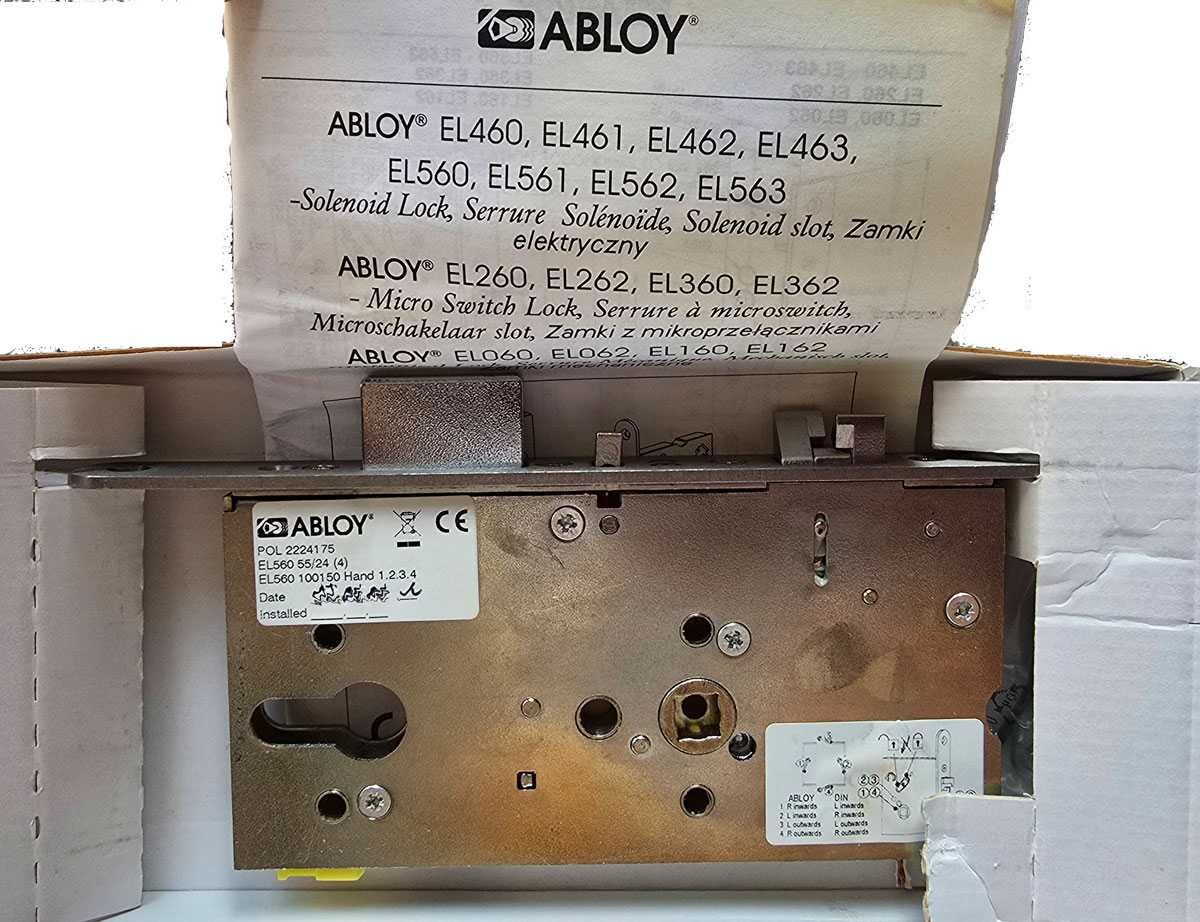 ABLOY®
ABLOY® EL460, EL461, EL462, EL463,
EL560, EL561, EL562, EL563
-Solenoid Lock, Serrure Solénoïde, Solenoid slot, Zamki
elektryczny
ABLOY® EL260, EL262, EL360, EL362
- Micro Switch Lock, Serrure à microswitch,
Microschakelaar slot, Zamki z mikroprzełącznikami
ABLOY® EL060, EL062, EL160, EL162
ABLOY® CE
POL 2224175
EL560 55/24 (4)
EL560 100150 Hand 1.2.3.4
Date
Installed
ABLOY DIN
1 R inwards L inwards
2 L inwards R inwards
3 L outwards L outwards
4 R outwards R outwards